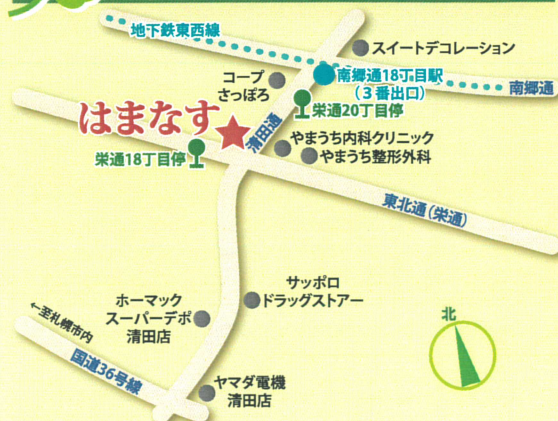 地下鉄東西線
スイートデコレーション
コープ
さっぽろ
南郷通18丁目駅
(3番出口)
南郷通
栄通20丁目停
はまなす
清田通
やまうち内科クリニック
やまうち整形外科
栄通18丁目停
東北通(栄通)
サッポロ
ドラッグストアー
ホーマック
スーパーデポ
清田店
←至札幌市内
国道36号線
北
ヤマダ電機
清田店